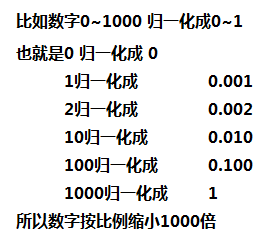 比如数字0~1000 归一化成0~1
也就是0 归一化成 0
1归一化成 0.001
2归一化成 0.002
10归一化成 0.010
100归一化成 0.100
1000归一化成 1
所以数字按比例缩小1000倍